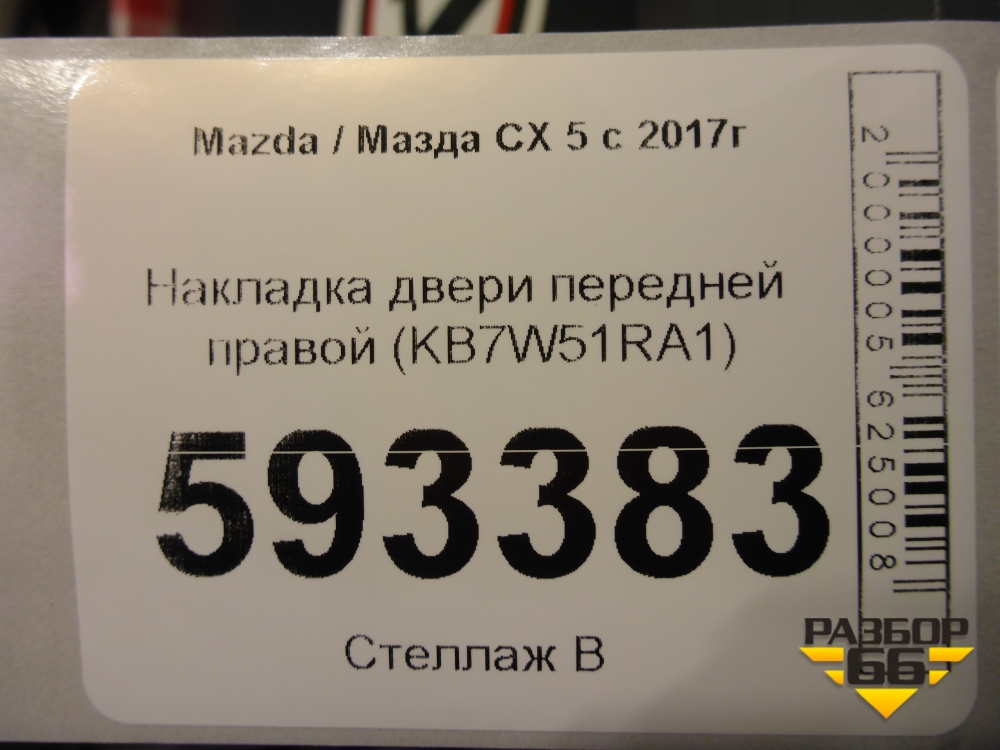 Mazda / Мазда CX 5 с 2017г
Накладка двери передней
правой (KB7W51RA1)
593383
Стеллаж В
2000005625008
РАЗБОР
66